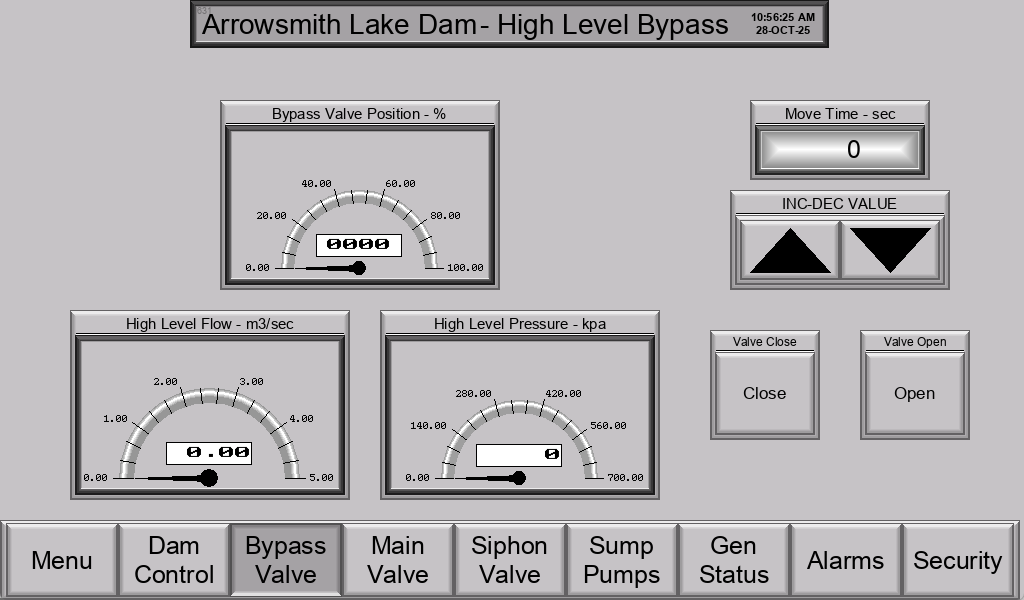 831
Arrowsmith Lake Dam - High Level Bypass
10:56:25 AM
28-OCT-25
Bypass Valve Position - %
40.00 60.00
20.00 80.00
0000
0.00 100.00
Move Time - sec
0
INC-DEC VALUE
High Level Flow - m3/sec
2.00 3.00
1.00 4.00
0.00
0.00 5.00
High Level Pressure - kpa
280.00 420.00
140.00 560.00
0
0.00 700.00
Valve Close
Close
Valve Open
Open
Menu
Dam
Control
Bypass
Valve
Main
Valve
Siphon
Valve
Sump
Pumps
Gen
Status
Alarms
Security